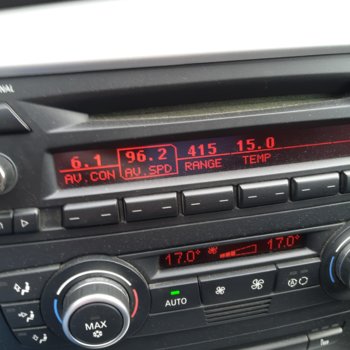 6.1 96.2 415 15.0
AV.CON AV.SPD RANGE TEMP
17.0° 17.0°
AUTO
MAX